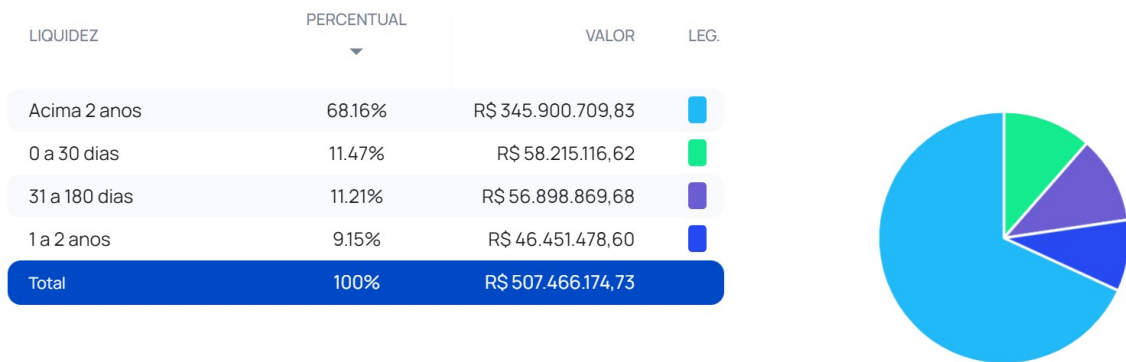 LIQUIDEZ PERCENTUAL VALOR LEG.
Acima 2 anos 68.16% R$ 345.900.709,83
0 a 30 dias 11.47% R$ 58.215.116,62
31 a 180 dias 11.21% R$ 56.898.869,68
1 a 2 anos 9.15% R$ 46.451.478,60
Total 100% R$ 507.466.174,73